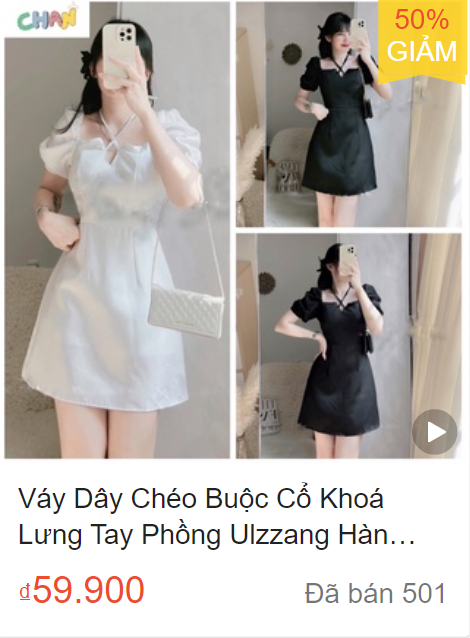 CHAN
50%
GIẢM
Váy Dây Chéo Buộc Cổ Khoá
Lưng Tay Phồng Ulzzang Hàn…
₫59.900
Đã bán 501